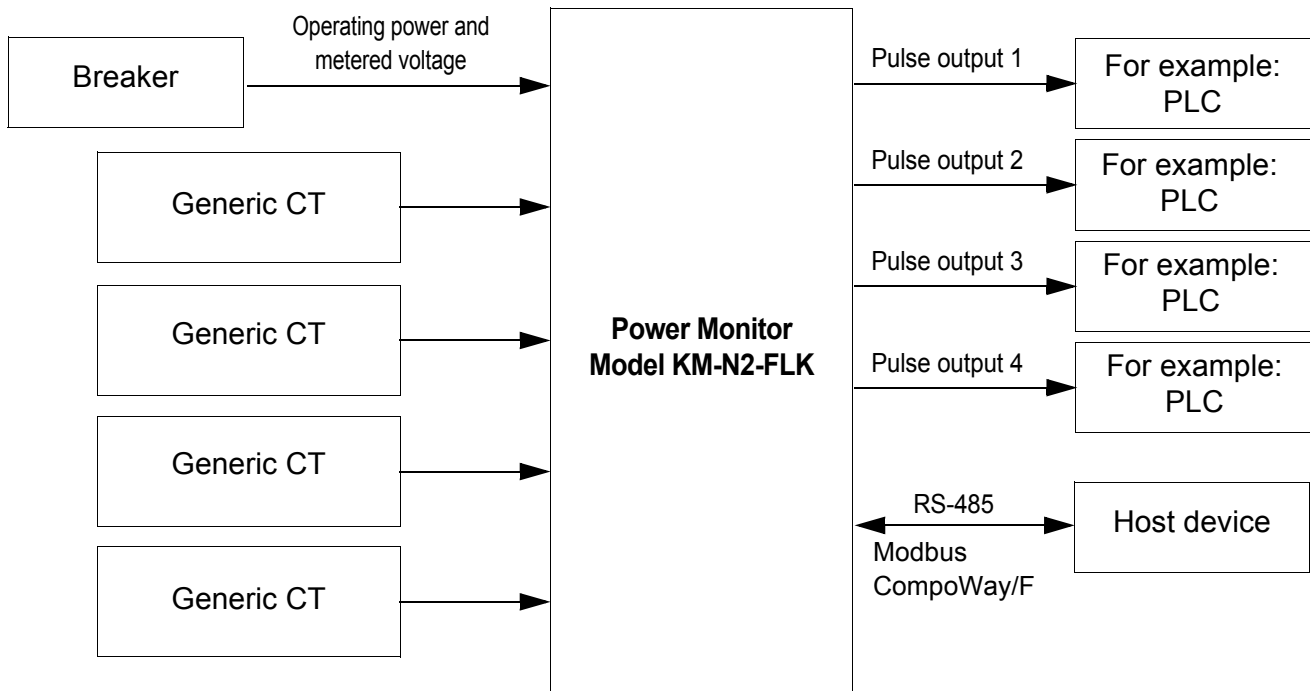 Breaker
Operating power and
metered voltage
Generic CT
Generic CT
Generic CT
Generic CT
Power Monitor
Model KM-N2-FLK
Pulse output 1
For example:
PLC
Pulse output 2
For example:
PLC
Pulse output 3
For example:
PLC
Pulse output 4
For example:
PLC
RS-485
Modbus
CompoWay/F
Host device